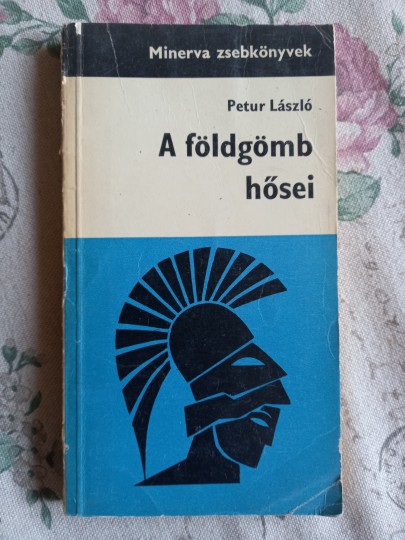 Minerva zsebkönyvek
Petur László
A földgömb
hősei